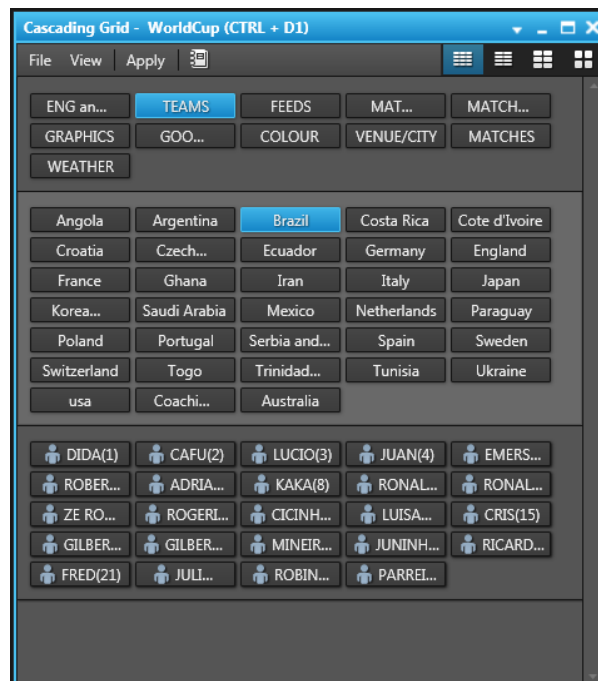 Cascading Grid - WorldCup (CTRL + D1)
File View Apply
ENG an... TEAMS FEEDS MAT... MATCH...
GRAPHICS GOO... COLOUR VENUE/CITY MATCHES
WEATHER
Angola Argentina Brazil Costa Rica Cote d'Ivoire
Croatia Czech... Ecuador Germany England
France Ghana Iran Italy Japan
Korea... Saudi Arabia Mexico Netherlands Paraguay
Poland Portugal Serbia and... Spain Sweden
Switzerland Togo Trinidad... Tunisia Ukraine
usa Coachi... Australia
DIDA(1) CAFU(2) LUCIO(3) JUAN(4) EMERS...
ROBER... ADRIA... KAKA(8) RONAL... RONAL...
ZE RO... ROGERI... CICINH... LUISA... CRIS(15)
GILBER... GILBER... MINEIR... JUNINH... RICARD...
FRED(21) JULI... ROBIN... PARREI...